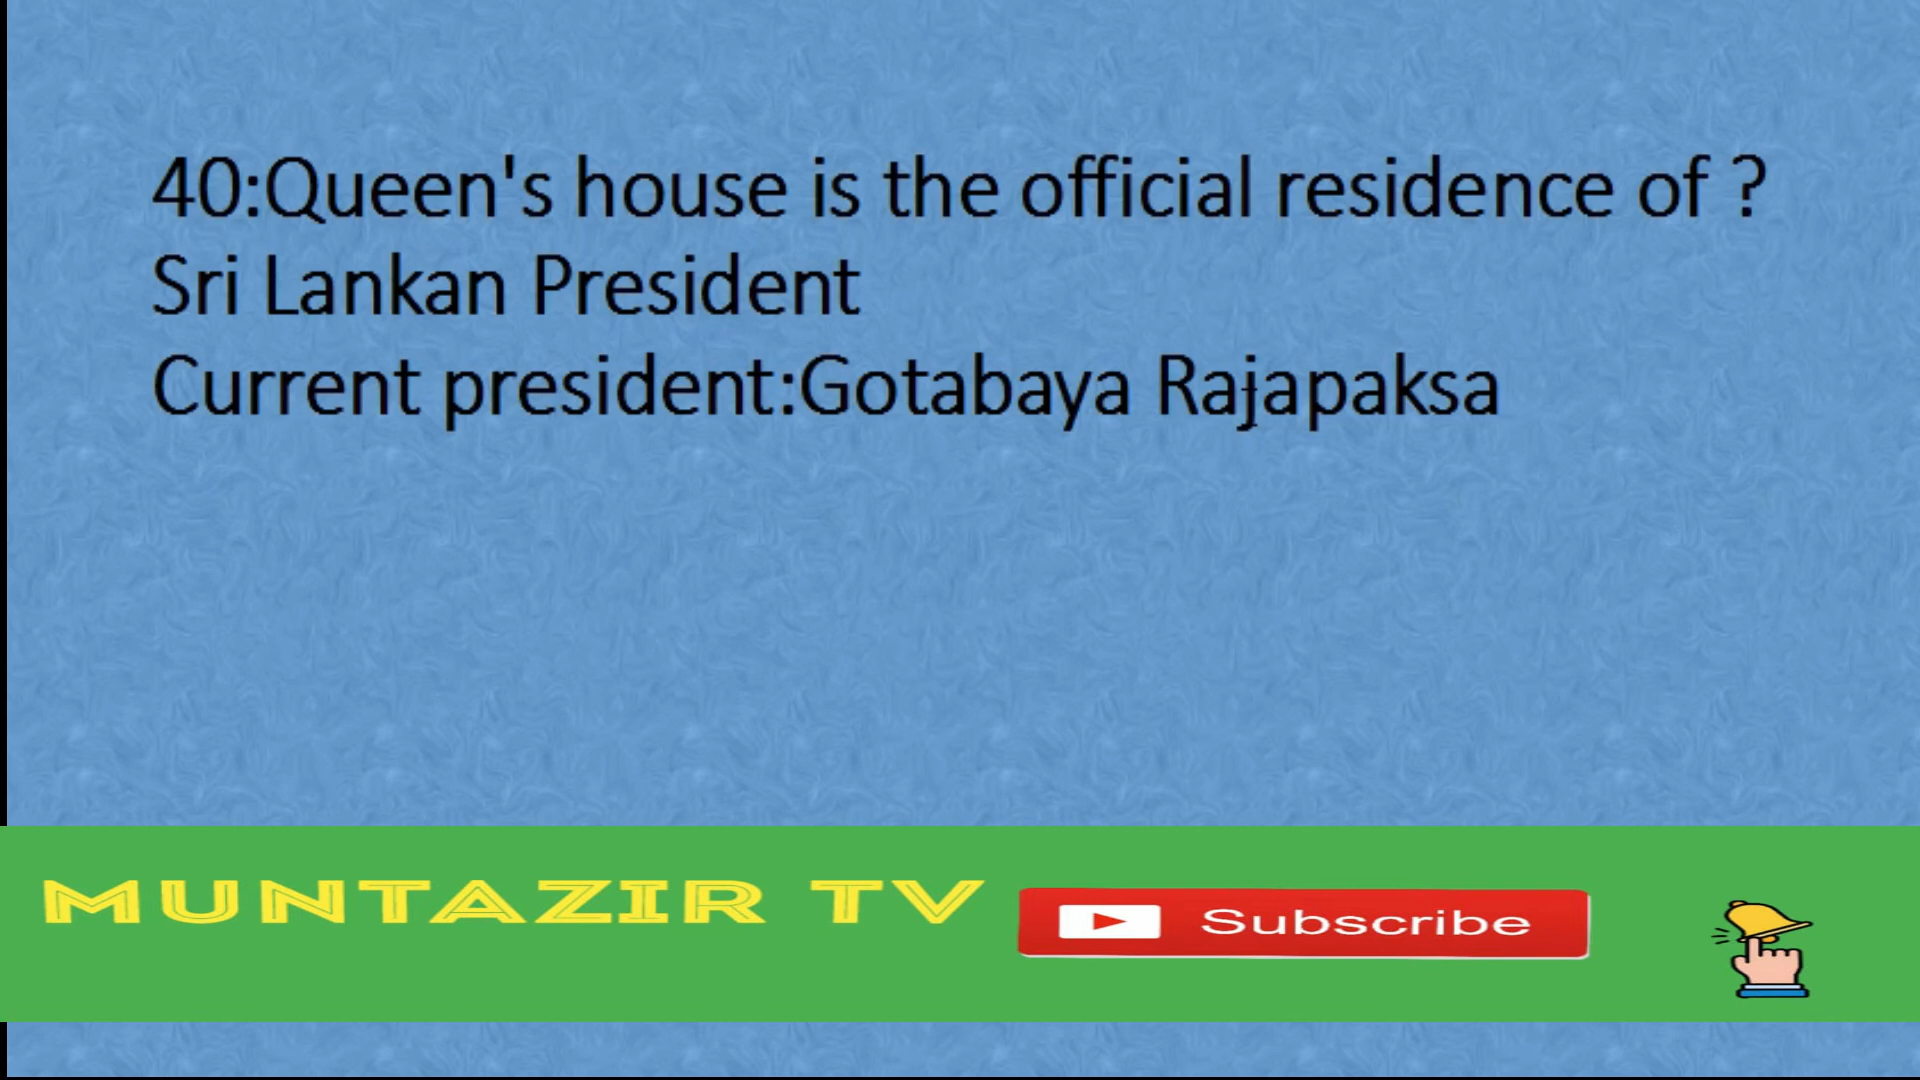 40:Queen's house is the official residence of ?
Sri Lankan President
Current president:Gotabaya Rajapaksa
MUNTAZIR TV
Subscribe